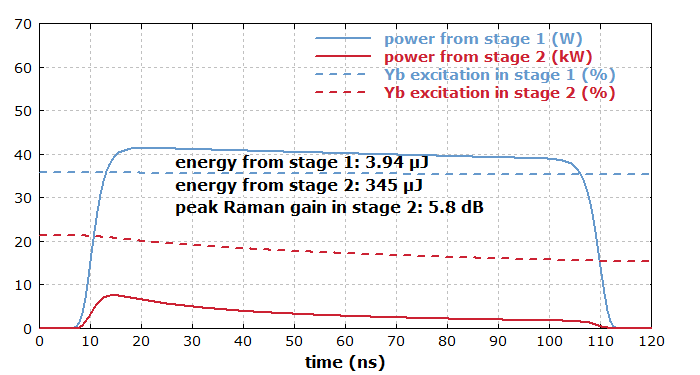 70
60
50
40
30
20
10
0
power from stage 1 (W)
power from stage 2 (kW)
Yb excitation in stage 1 (%)
Yb excitation in stage 2 (%)
energy from stage 1: 3.94 µJ
energy from stage 2: 345 µJ
peak Raman gain in stage 2: 5.8 dB
0 10 20 30 40 50 60 70 80 90 100 110 120
time (ns)